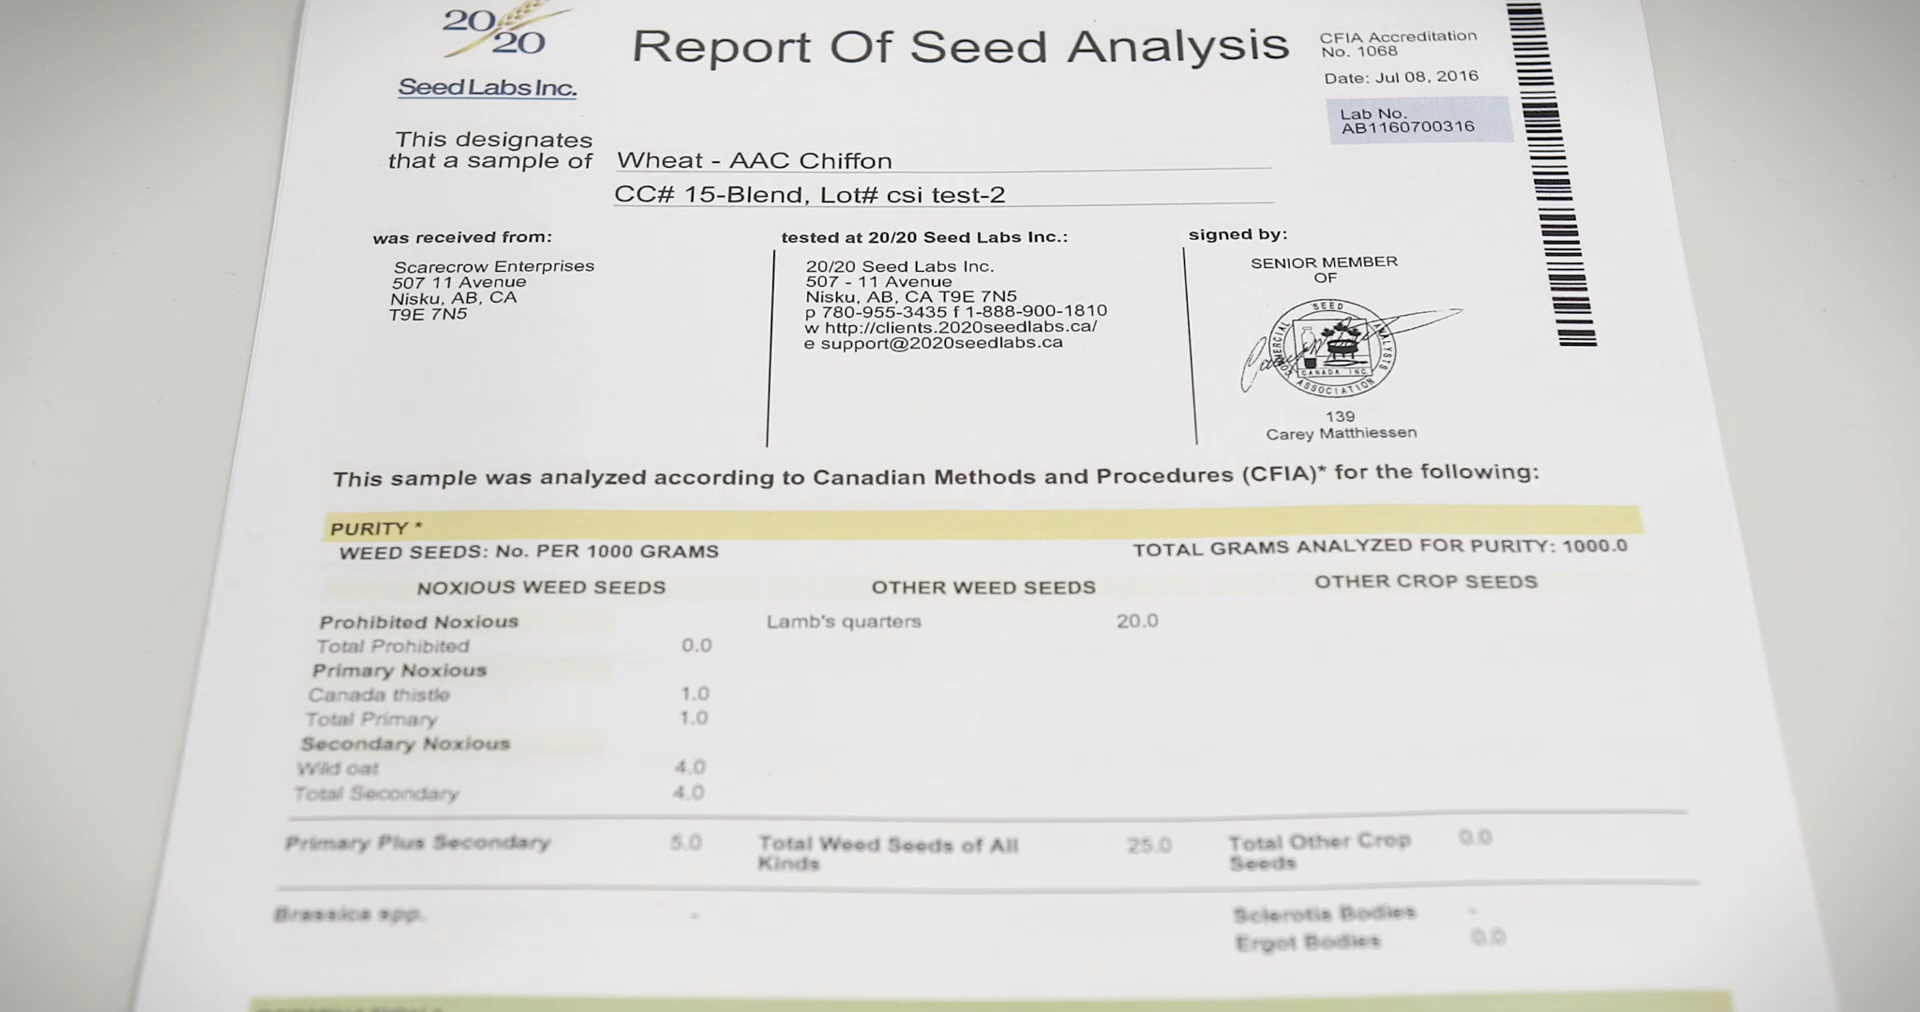 20/20
Seed Labs Inc.
Report Of Seed Analysis
CFIA Accreditation
No. 1068
Date: Jul 08, 2016
Lab No.
AB1160700316
This designates
that a sample of
Wheat - AAC Chiffon
CC# 15-Blend, Lot# csi test-2
was received from:
Scarecrow Enterprises
507 11 Avenue
Nisku, AB, CA
T9E 7N5
tested at 20/20 Seed Labs Inc.:
20/20 Seed Labs Inc.
507 - 11 Avenue
Nisku, AB, CA T9E 7N5
p 780-955-3435 f 1-888-900-1810
w http://clients.2020seedlabs.ca/
e support@2020seedlabs.ca
signed by:
SENIOR MEMBER
OF
COMMERCIAL SEED ANALYSTS
CANADA INC.
ASSOCIATION
139
Carey Matthiessen
This sample was analyzed according to Canadian Methods and Procedures (CFIA)* for the following:
PURITY *
WEED SEEDS: No. PER 1000 GRAMS
TOTAL GRAMS ANALYZED FOR PURITY: 1000.0
NOXIOUS WEED SEEDS OTHER WEED SEEDS OTHER CROP SEEDS
Prohibited Noxious Lamb's quarters 20.0
Total Prohibited 0.0
Primary Noxious
Canada thistle 1.0
Total Primary 1.0
Secondary Noxious
Wild oat 4.0
Total Secondary 4.0
Primary Plus Secondary 5.0 Total Weed Seeds of All 25.0 Total Other Crop 0.0
Kinds Seeds
Brassica spp. - Sclerotia Bodies -
Ergot Bodies 0.0